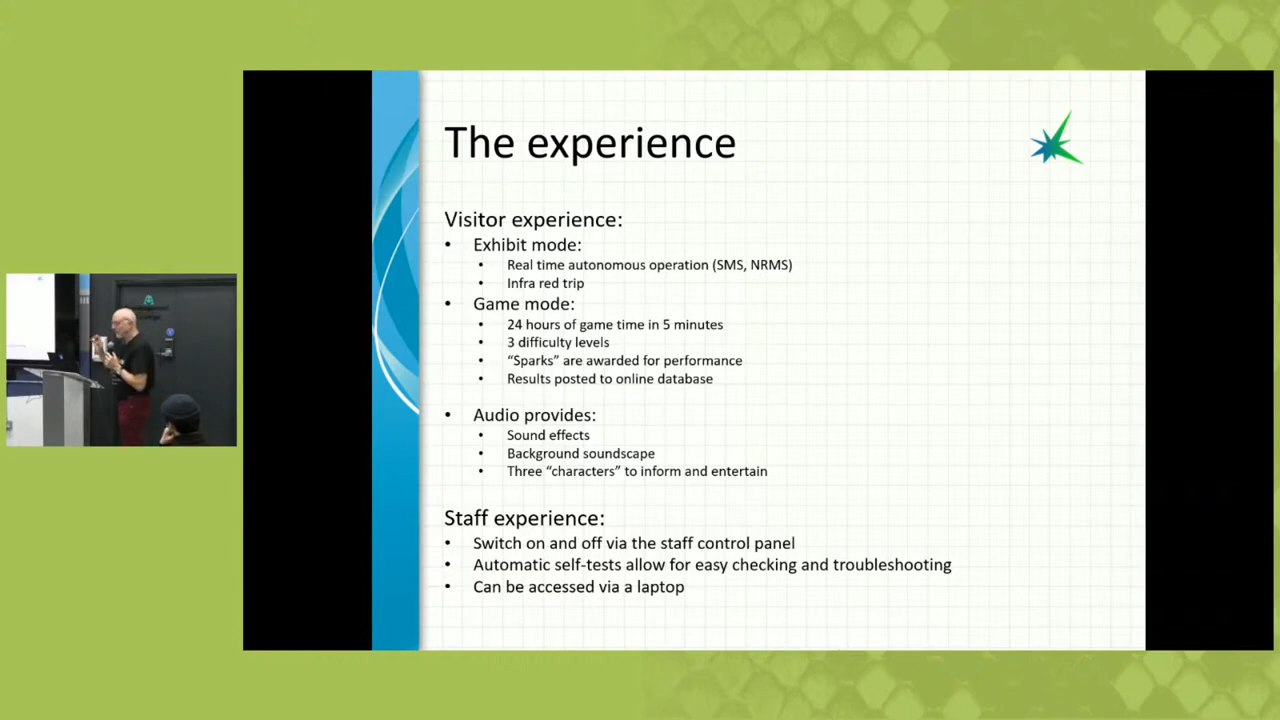 The experience
Visitor experience:
• Exhibit mode:
• Real time autonomous operation (SMS, NRMS)
• Infra red trip
• Game mode:
• 24 hours of game time in 5 minutes
• 3 difficulty levels
• “Sparks” are awarded for performance
• Results posted to online database
• Audio provides:
• Sound effects
• Background soundscape
• Three “characters” to inform and entertain
Staff experience:
• Switch on and off via the staff control panel
• Automatic self-tests allow for easy checking and troubleshooting
• Can be accessed via a laptop